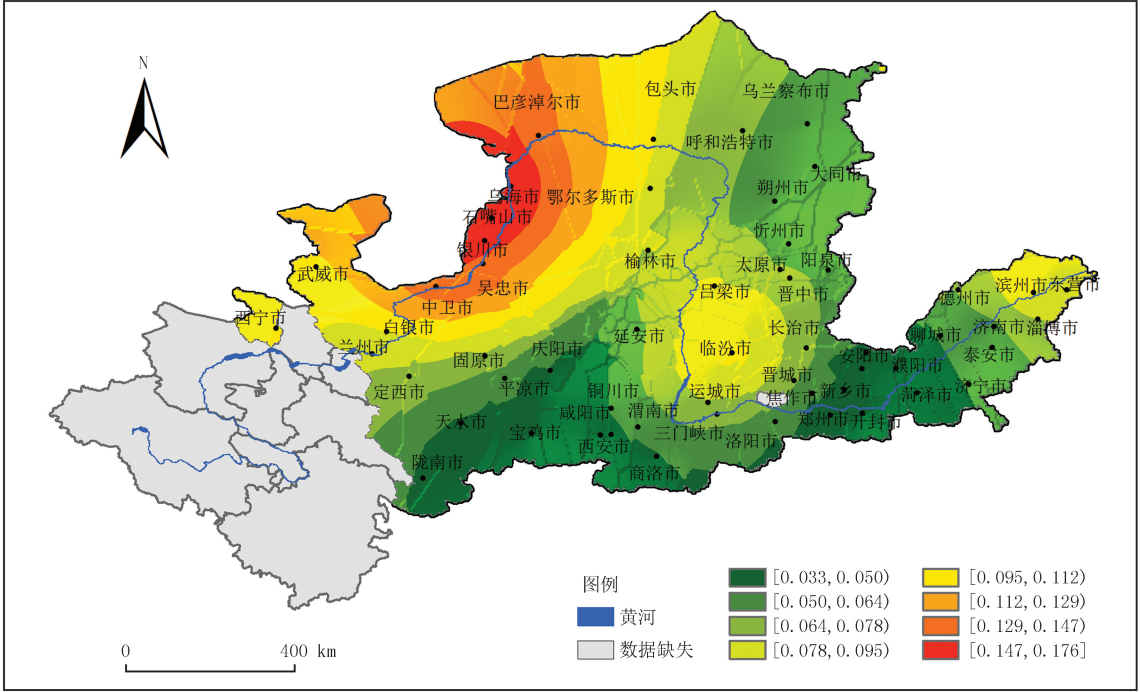 N
包头市
乌兰察布市
巴彦淖尔市
呼和浩特市
大同市
乌海市
鄂尔多斯市
朔州市
石嘴山市
忻州市
银川市
榆林市
太原市
阳泉市
武威市
吴忠市
吕梁市
晋中市
滨州市
东营市
中卫市
德州市
西宁市
白银市
延安市
长治市
聊城市
济南市
淄博市
兰州市
庆阳市
临汾市
安阳市
泰安市
固原市
濮阳市
定西市
平凉市
铜川市
运城市
晋城市
新乡市
菏泽市
济宁市
焦作市
天水市
咸阳市
渭南市
郑州市
开封市
宝鸡市
西安市
三门峡市
洛阳市
陇南市
商洛市
图例
黄河
数据缺失
[0.033,0.050)
[0.050,0.064)
[0.064,0.078)
[0.078,0.095)
[0.095,0.112)
[0.112,0.129)
[0.129,0.147)
[0.147,0.176]
0 400 km